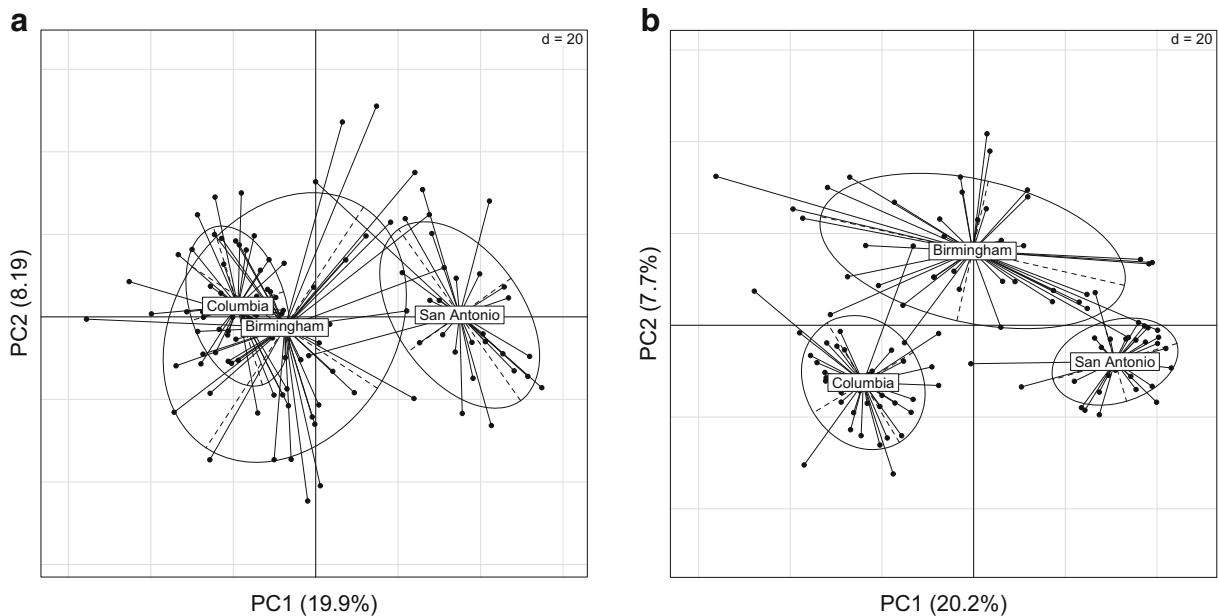 a
d = 20
Columbia
Birmingham
San Antonio
PC2 (8.19)
PC1 (19.9%)
b
d = 20
Birmingham
San Antonio
Columbia
PC2 (7.7%)
PC1 (20.2%)